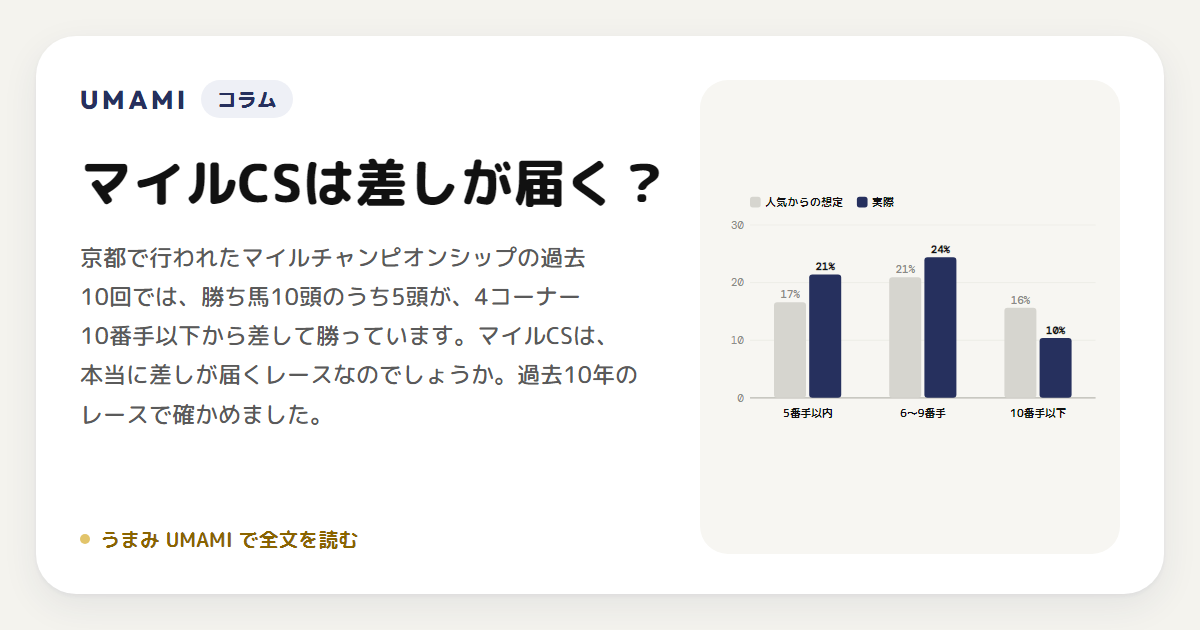 UMAMI コラム
マイルCSは差しが届く？
京都で行われたマイルチャンピオンシップの過去
10回では、勝ち馬10頭のうち5頭が、4コーナー
10番手以下から差して勝っています。マイルCSは、
本当に差しが届くレースなのでしょうか。過去10年の
レースで確かめました。
うまみ UMAMI で全文を読む
人気からの想定 実際
30
20
10
0
17% 21%
21% 24%
16% 10%
5番手以内 6〜9番手 10番手以下